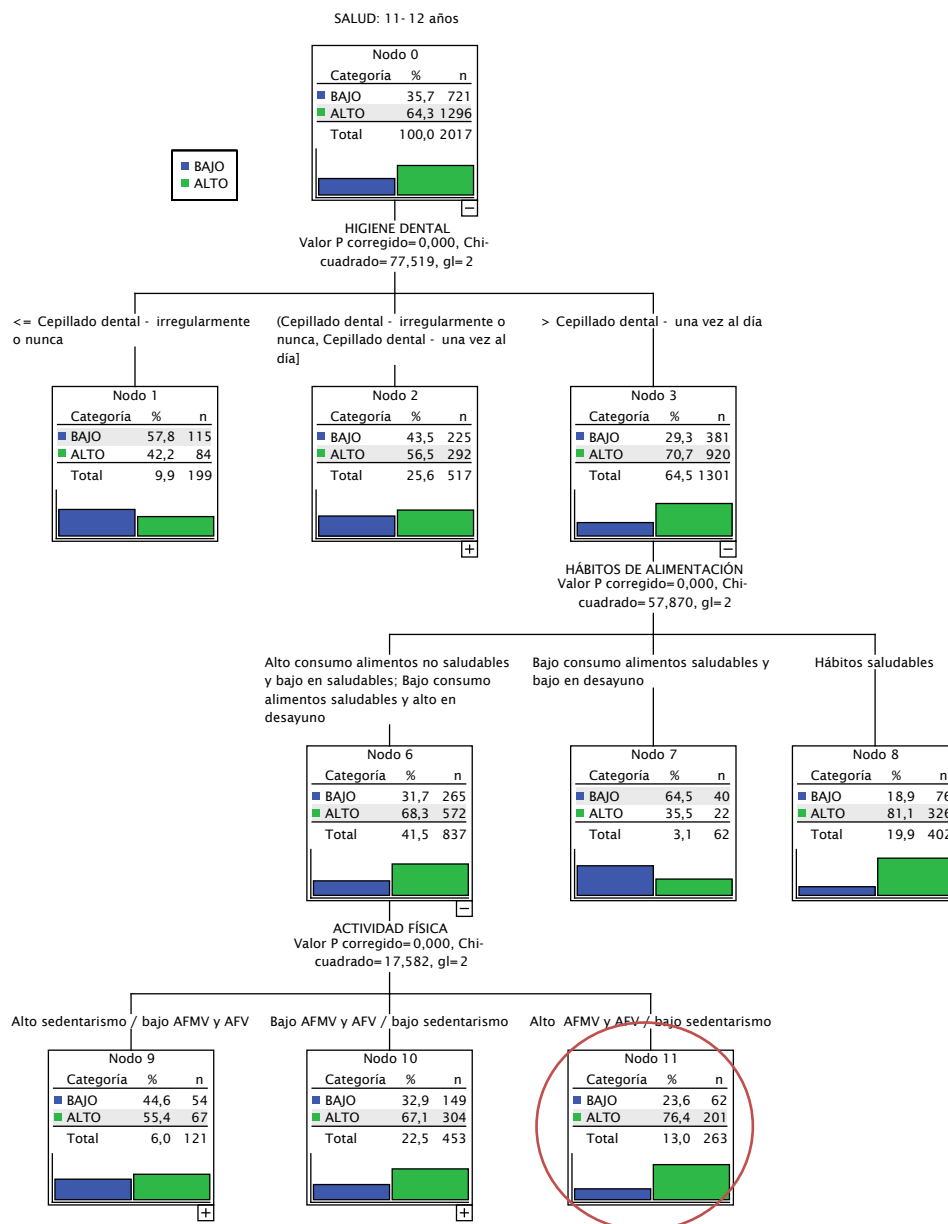 SALUD: 11-12 años
Nodo 0
Categoría % n
BAJO 35,7 721
ALTO 64,3 1296
Total 100,0 2017
BAJO
ALTO
HIGIENE DENTAL
Valor P corregido=0,000, Chi-
cuadrado=77,519, gl=2
<= Cepillado dental - irregularmente
o nunca
(Cepillado dental - irregularmente o
nunca, Cepillado dental - una vez al
día]
> Cepillado dental - una vez al día
Nodo 1
Categoría % n
BAJO 57,8 115
ALTO 42,2 84
Total 9,9 199
Nodo 2
Categoría % n
BAJO 43,5 225
ALTO 56,5 292
Total 25,6 517
Nodo 3
Categoría % n
BAJO 29,3 381
ALTO 70,7 920
Total 64,5 1301
HÁBITOS DE ALIMENTACIÓN
Valor P corregido=0,000, Chi-
cuadrado=57,870, gl=2
Alto consumo alimentos no saludables
y bajo en saludables; Bajo consumo
alimentos saludables y alto en
desayuno
Bajo consumo alimentos saludables y
bajo en desayuno
Hábitos saludables
Nodo 6
Categoría % n
BAJO 31,7 265
ALTO 68,3 572
Total 41,5 837
Nodo 7
Categoría % n
BAJO 64,5 40
ALTO 35,5 22
Total 3,1 62
Nodo 8
Categoría % n
BAJO 18,9 76
ALTO 81,1 326
Total 19,9 402
ACTIVIDAD FÍSICA
Valor P corregido=0,000, Chi-
cuadrado=17,582, gl=2
Alto sedentarismo / bajo AFMV y AFV
Bajo AFMV y AFV / bajo sedentarismo
Alto AFMV y AFV / bajo sedentarismo
Nodo 9
Categoría % n
BAJO 44,6 54
ALTO 55,4 67
Total 6,0 121
Nodo 10
Categoría % n
BAJO 32,9 149
ALTO 67,1 304
Total 22,5 453
Nodo 11
Categoría % n
BAJO 23,6 62
ALTO 76,4 201
Total 13,0 263